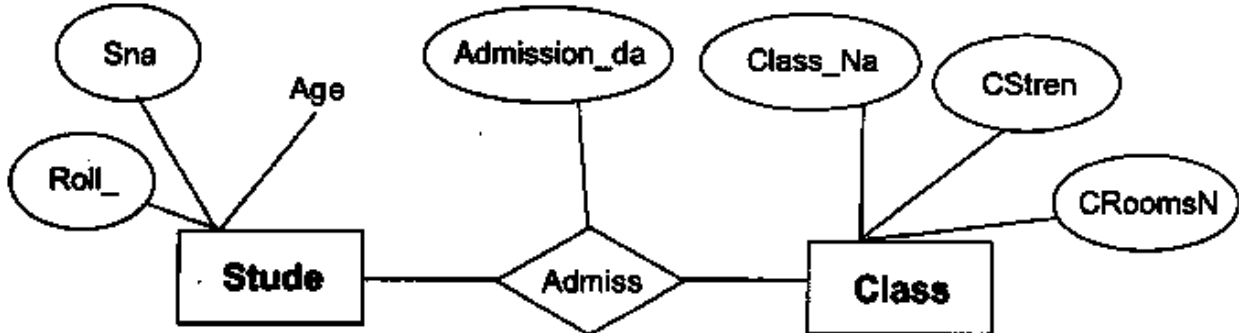 Sna
Age
Admission_da
Class_Na
CStren
Roll_
CRoomsN
Stude
Admiss
Class